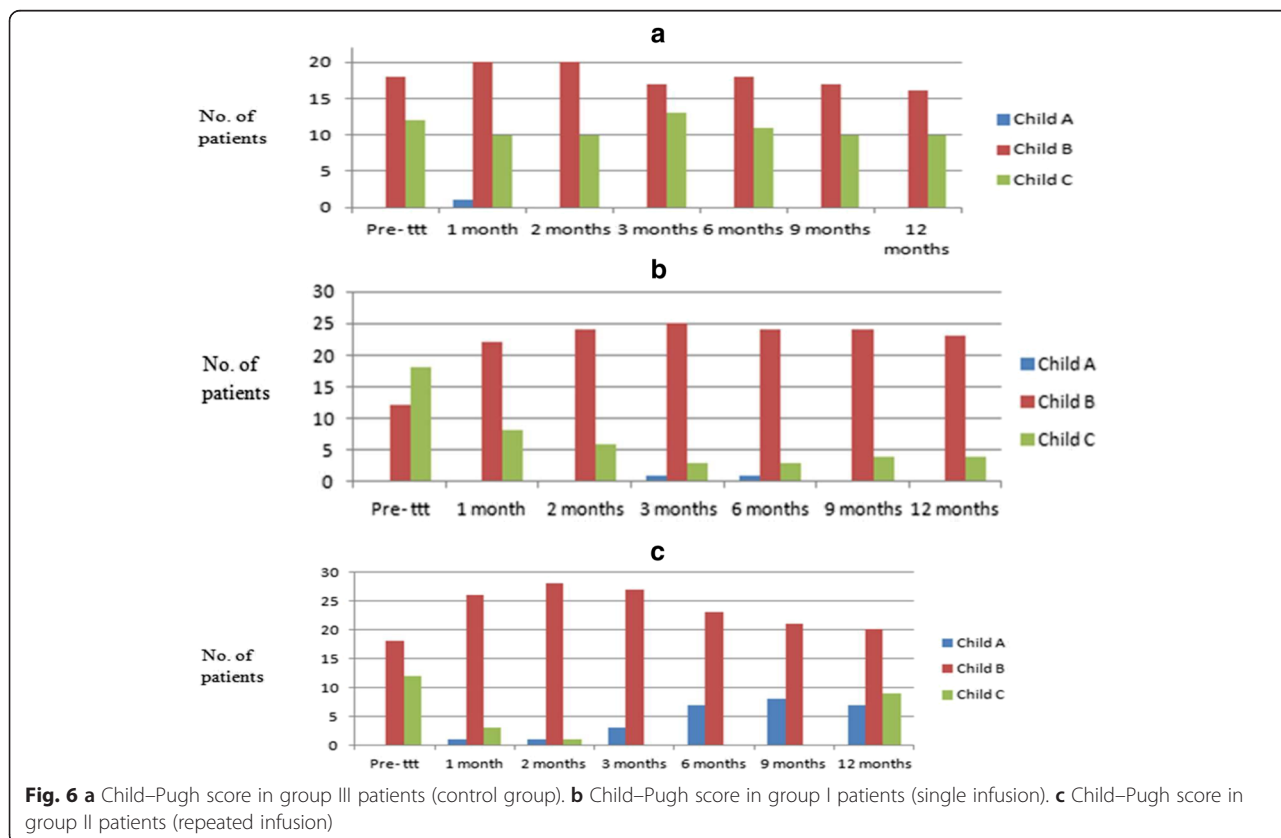 a
20
15
10
5
0
No. of
patients
Pre- ttt 1 month 2 months 3 months 6 months 9 months 12
months
Child A
Child B
Child C
b
30
25
20
15
10
5
0
No. of
patients
Pre- ttt 1 month 2 months 3 months 6 months 9 months 12 months
Child A
Child B
Child C
c
30
25
20
15
10
5
0
No. of
patients
Pre- ttt 1 month 2 months 3 months 6 months 9 months 12 months
Child A
Child B
Child C
Fig. 6 a Child–Pugh score in group III patients (control group). b Child–Pugh score in group I patients (single infusion). c Child–Pugh score in
group II patients (repeated infusion)